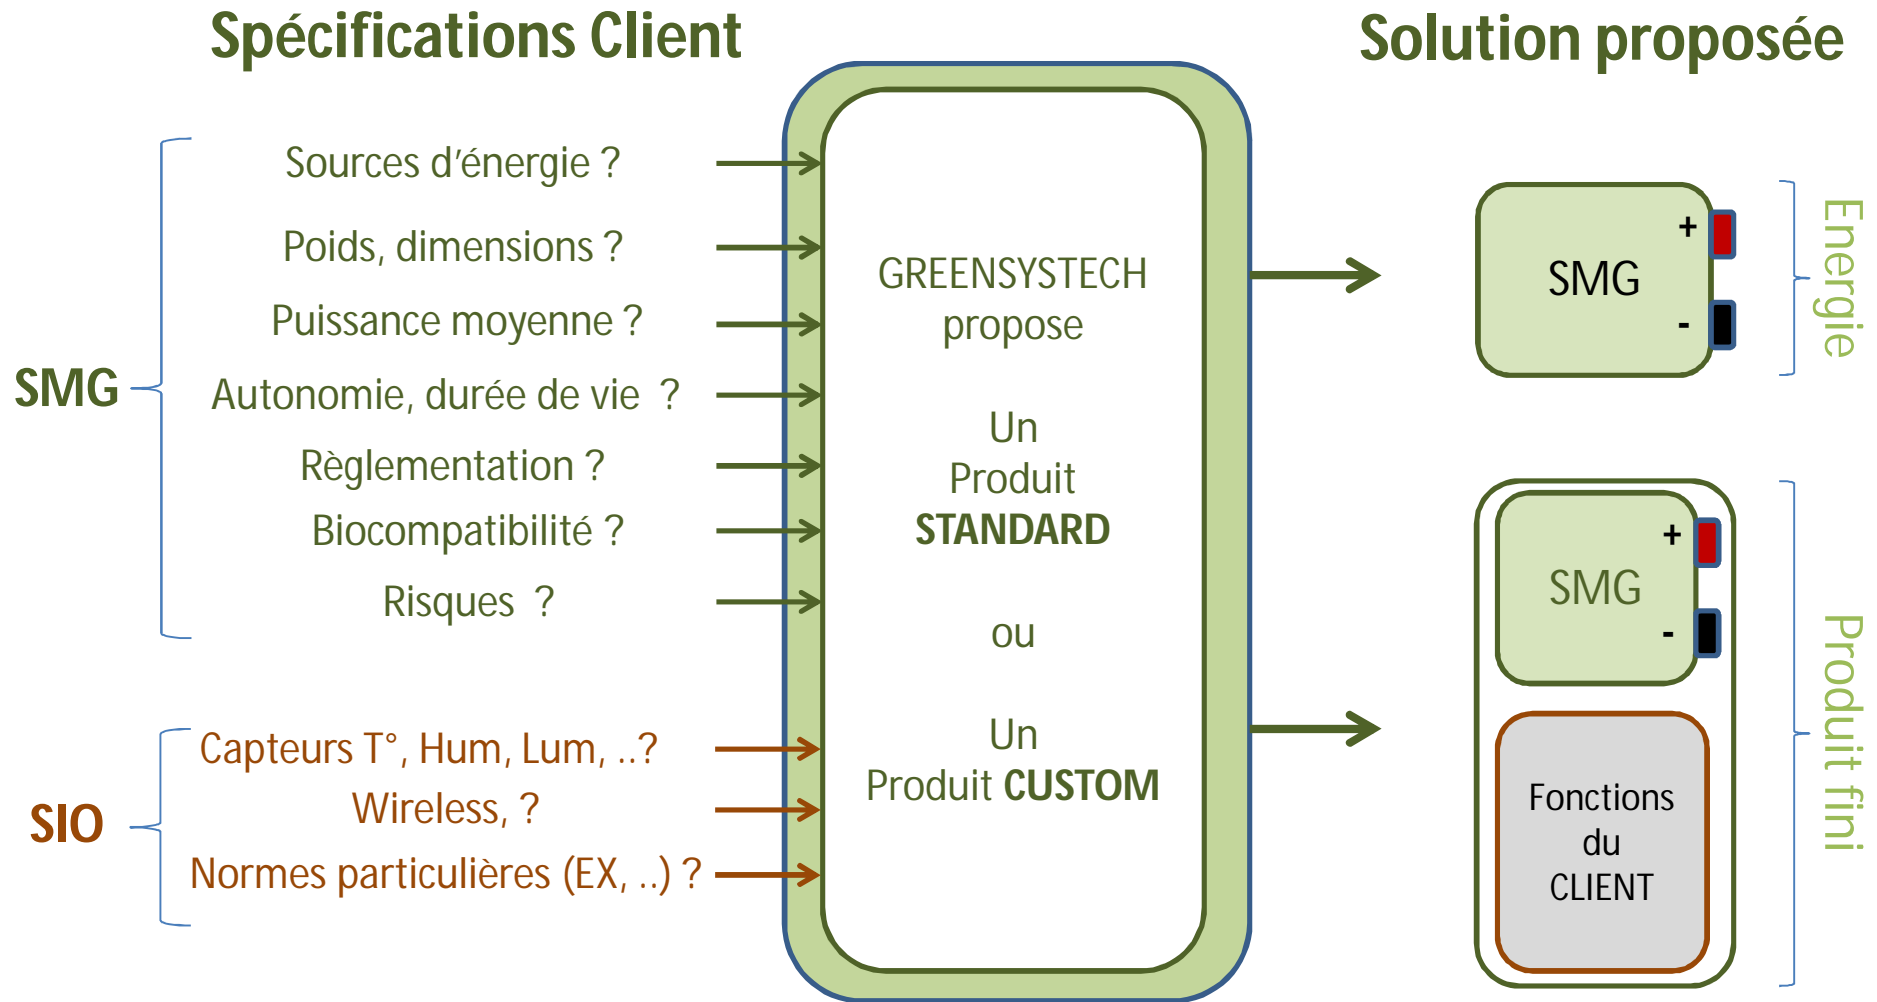 Spécifications Client
Solution proposée
SMG
Sources d'énergie ?
Poids, dimensions ?
Puissance moyenne ?
Autonomie, durée de vie  ?
Règlementation ?
Biocompatibilité ?
Risques  ?
SIO
Capteurs T°, Hum, Lum, ..?
Wireless, ?
Normes particulières (EX, ..) ?
GREENSYSTECH
propose
Un
Produit
STANDARD
ou
Un
Produit CUSTOM
+
SMG
-
Energie
+
SMG
-
Fonctions
du
CLIENT
Produit fini